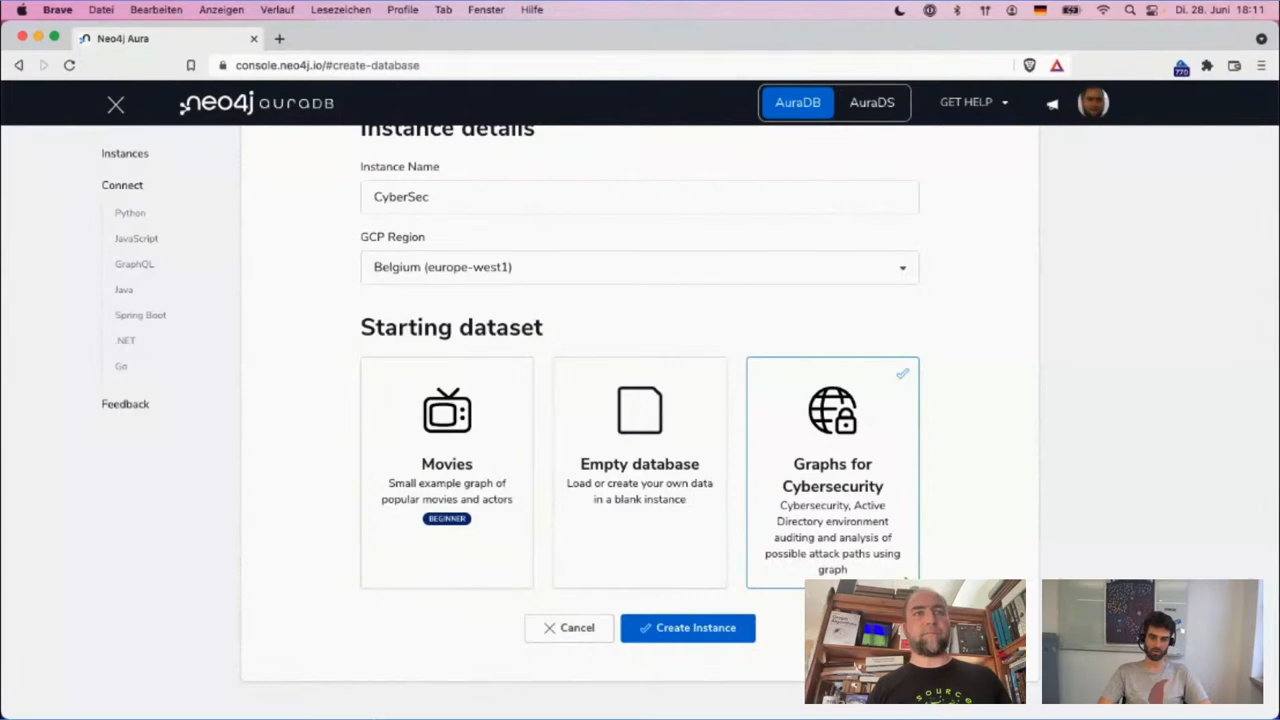 Brave Datei Bearbeiten Anzeigen Verlauf Lesezeichen Profile Tab Fenster Hilfe Di. 28. Juni 18:11
Neo4j Aura
console.neo4j.io/#create-database
770
neo4j auraDB
AuraDB AuraDS GET HELP
Instances
Connect
Python
JavaScript
GraphQL
Java
Spring Boot
.NET
Go
Feedback
Instance details
Instance Name
CyberSec
GCP Region
Belgium (europe-west1)
Starting dataset
Movies
Small example graph of
popular movies and actors
BEGINNER
Empty database
Load or create your own data
in a blank instance
Graphs for
Cybersecurity
Cybersecurity, Active
Directory environment
auditing and analysis of
possible attack paths using
graph
Cancel
Create Instance
SOURCE